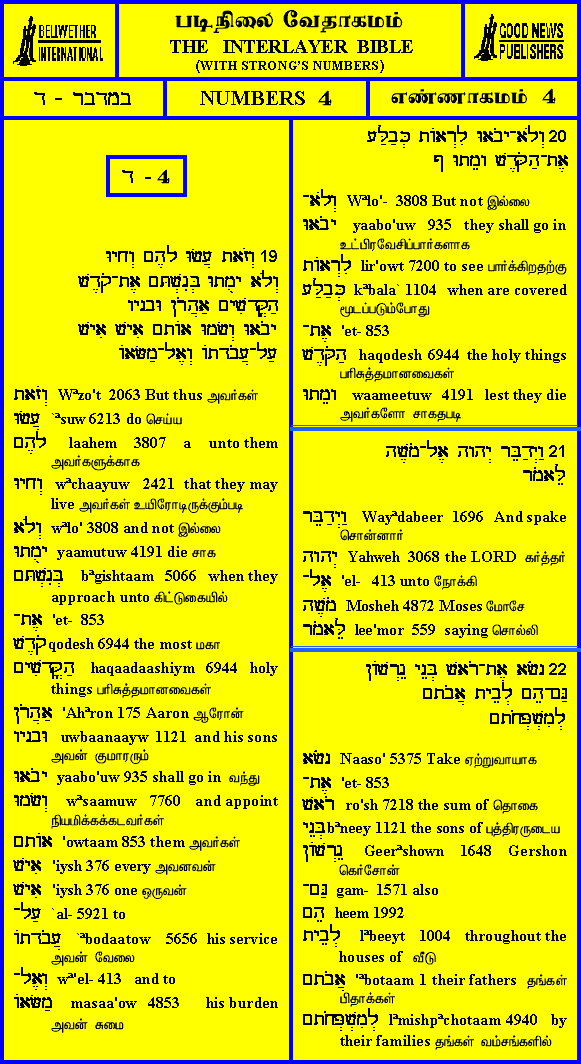 BELLWETHER
INTERNATIONAL
படிநிலை வேதாகமம்
THE INTERLAYER BIBLE
(WITH STRONG'S NUMBERS)
GOOD NEWS
PUBLISHERS
במדבר - ד
NUMBERS 4
எண்ணாகமம் 4
ד - 4
19 וְזֹאת עֲשׂוּ לָהֶם וְחָיוּ
וְלֹא יָמֻתוּ בְּגִשְׁתָּם אֶת־קֹדֶשׁ
הַקֳּדָשִׁים אַהֲרֹן וּבָנָיו
יָבֹאוּ וְשָׂמוּ אוֹתָם אִישׁ אִישׁ
עַל־עֲבֹדָתוֹ וְאֶל־מַשָּׂאוֹ
וְזֹאת Wªzo't 2063 But thus அவர்கள்
עֲשׂוּ `ªsuw 6213 do செய்ய
לָהֶם laahem 3807 a unto them
அவர்களுக்காக
וְחָיוּ wªchaayuw 2421 that they may
live அவர்கள் உயிரோடிருக்கும்படி
וְלֹא wªlo' 3808 and not இல்லை
יָמֻתוּ yaamutuw 4191 die சாக
בְּגִשְׁתָּם bªgishtaam 5066 when they
approach unto கிட்டுகையில்
אֶת־ 'et- 853
קֹדֶשׁ qodesh 6944 the most மகா
הַקֳּדָשִׁים haqaadaashiym 6944 holy
things பரிசுத்தமானவைகள்
אַהֲרֹן 'Ahªron 175 Aaron ஆரோன்
וּבָנָיו uwbaanaayw 1121 and his sons
அவன் குமாரரும்
יָבֹאוּ yaabo'uw 935 shall go in வந்து
וְשָׂמוּ wªsaamuw 7760 and appoint
நியமிக்கக்கடவர்கள்
אוֹתָם 'owtaam 853 them அவர்கள்
אִישׁ 'iysh 376 every அவனவன்
אִישׁ 'iysh 376 one ஒருவன்
עַל־ `al- 5921 to
עֲבֹדָתוֹ `ªbodaatow 5656 his service
அவன் வேலை
וְאֶל־ wª'el- 413 and to
מַשָּׂאוֹ masaa'ow 4853 his burden
அவன் சுமை
20 וְלֹא־יָבֹאוּ לִרְאוֹת כְּבַלַּע
אֶת־הַקֹּדֶשׁ וָמֵתוּ ף
וְלֹא־ Wªlo'- 3808 But not இல்லை
יָבֹאוּ yaabo'uw 935 they shall go in
உட்பிரவேசிப்பார்களாக
לִרְאוֹת lir'owt 7200 to see பார்க்கிறதற்கு
כְּבַלַּע kªbala` 1104 when are covered
மூடப்படும்போது
אֶת־ 'et- 853
הַקֹּדֶשׁ haqodesh 6944 the holy things
பரிசுத்தமானவைகள்
וָמֵתוּ waameetuw 4191 lest they die
அவர்களோ சாகதபடி
21 וַיְדַבֵּר יְהוָה אֶל־מֹשֶׁה
לֵּאמֹר
וַיְדַבֵּר Wayªdabeer 1696 And spake
சொன்னார்
יְהוָה Yahweh 3068 the LORD கர்த்தர்
אֶל־ 'el- 413 unto நோக்கி
מֹשֶׁה Mosheh 4872 Moses மோசே
לֵּאמֹר lee'mor 559 saying சொல்லி
22 נָשֹׂא אֶת־רֹאשׁ בְּנֵי גֵרְשׁוֹן
גַּם־הֵם לְבֵית אֲבֹתָם
לְמִשְׁפְּחֹתָם
נָשֹׂא Naaso' 5375 Take ஏற்றுவாயாக
אֶת־ 'et- 853
רֹאשׁ ro'sh 7218 the sum of தொகை
בְּנֵי bªneey 1121 the sons of புத்திரருடைய
גֵרְשׁוֹן Geerªshown 1648 Gershon
கெர்சோன்
גַּם־ gam- 1571 also
הֵם heem 1992
לְבֵית lªbeeyt 1004 throughout the
houses of வீடு
אֲבֹתָם 'ªbotaam 1 their fathers தங்கள்
பிதாக்கள்
לְמִשְׁפְּחֹתָם lªmishpªchotaam 4940 by
their families தங்கள் வம்சங்களில்